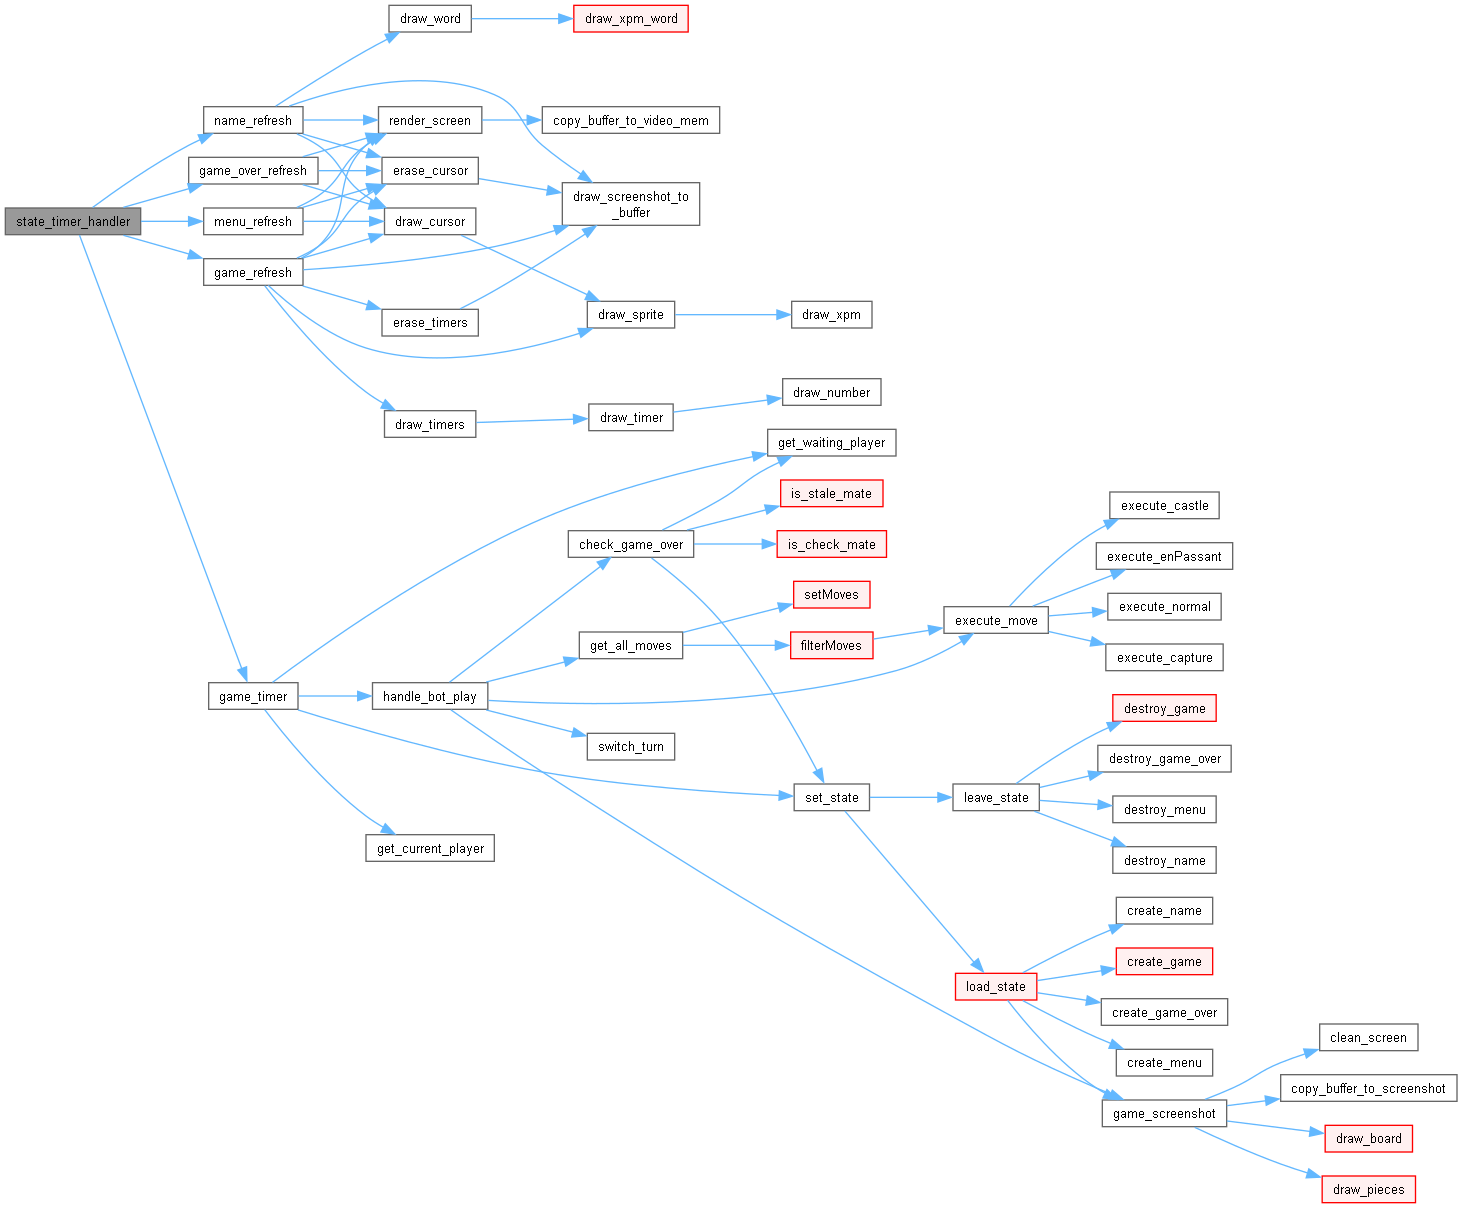 draw_word
draw_xpm_word
name_refresh
render_screen
copy_buffer_to_video_mem
game_over_refresh
erase_cursor
draw_screenshot_to
_buffer
state_timer_handler
menu_refresh
draw_cursor
game_refresh
erase_timers
draw_sprite
draw_xpm
draw_number
draw_timers
draw_timer
get_waiting_player
is_stale_mate
check_game_over
is_check_mate
setMoves
get_all_moves
filterMoves
execute_castle
execute_enPassant
execute_normal
execute_move
execute_capture
game_timer
handle_bot_play
switch_turn
destroy_game
destroy_game_over
set_state
leave_state
destroy_menu
get_current_player
destroy_name
create_name
create_game
load_state
create_game_over
create_menu
clean_screen
copy_buffer_to_screenshot
game_screenshot
draw_board
draw_pieces